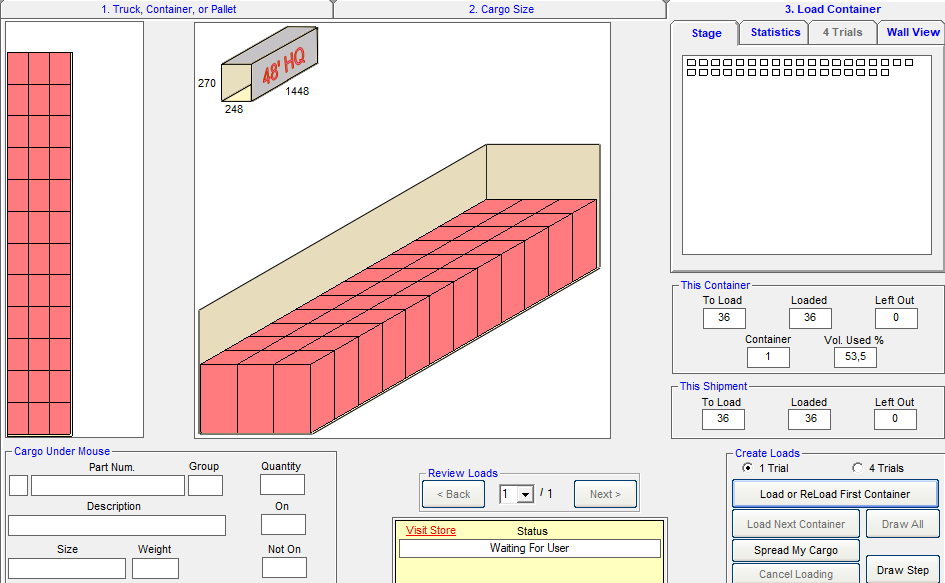 1. Truck, Container, or Pallet
2. Cargo Size
3. Load Container
Stage
Statistics
4 Trials
Wall View
48' HQ
270
248
1448
This Container
To Load
Loaded
Left Out
36
36
0
Container
Vol. Used %
1
53,5
This Shipment
To Load
Loaded
Left Out
36
36
0
Cargo Under Mouse
Part Num.
Group
Quantity
Description
On
Size
Weight
Not On
Review Loads
< Back
1
/ 1
Next >
Visit Store
Status
Waiting For User
Create Loads
1 Trial
4 Trials
Load or ReLoad First Container
Load Next Container
Draw All
Spread My Cargo
Cancel Loading
Draw Step